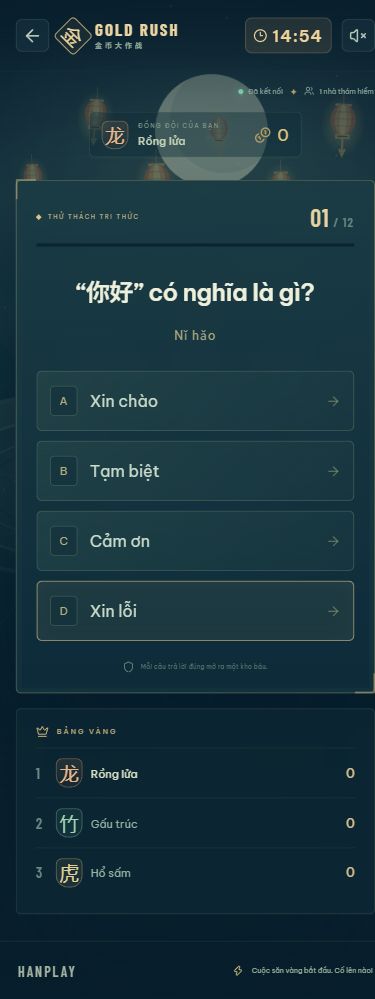 GOLD RUSH
金币大作战
14:54
Đã kết nối
1 nhà thám hiểm
龙
ĐỒNG ĐỘI CỦA BẠN
Rồng lửa
0
THỬ THÁCH TRI THỨC
01 / 12
“你好” có nghĩa là gì?
Nǐ hǎo
A Xin chào →
B Tạm biệt →
C Cảm ơn →
D Xin lỗi →
Mỗi câu trả lời đúng mở ra một kho báu.
BẢNG VÀNG
1 龙 Rồng lửa 0
2 竹 Gấu trúc 0
3 虎 Hổ sấm 0
HANPLAY
Cuộc săn vàng bắt đầu. Cố lên nào!